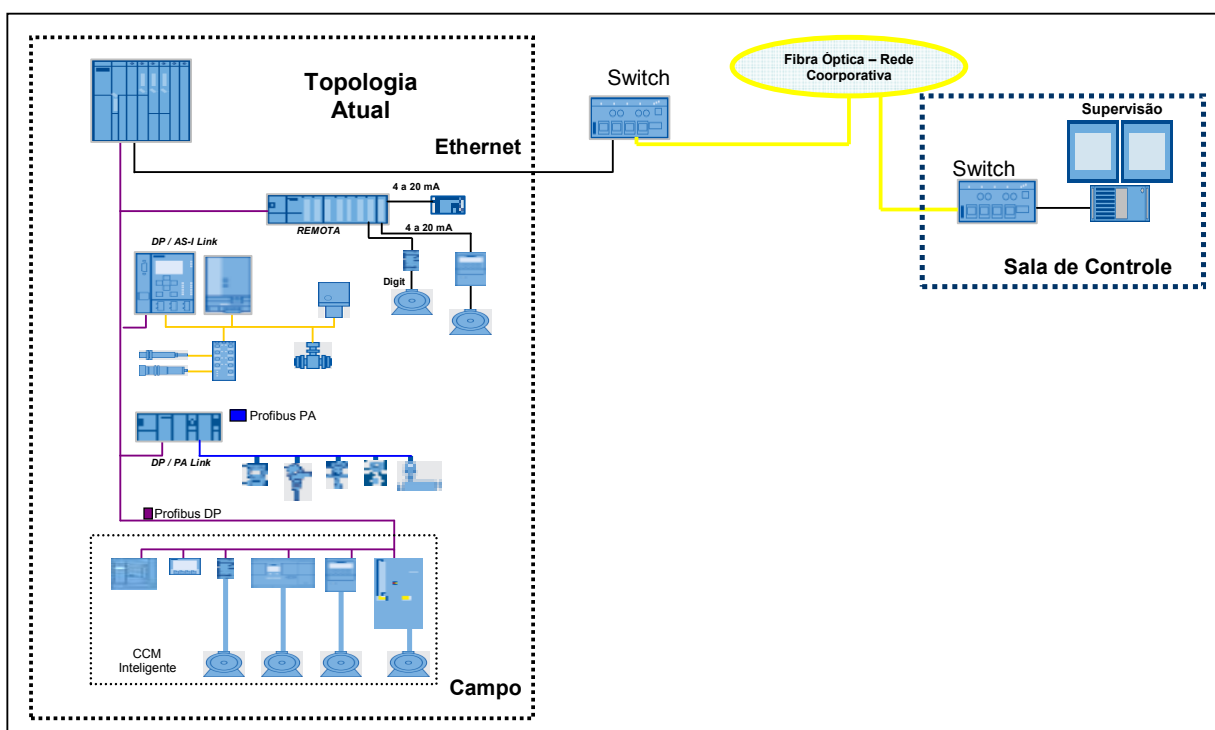 Topologia
Atual
Ethernet
Switch
Fibra Óptica – Rede
Coorporativa
Supervisão
Switch
Sala de Controle
4 a 20 mA
REMOTA
4 a 20 mA
DP / AS-I Link
Digit
Profibus PA
DP / PA Link
Profibus DP
CCM
Inteligente
Campo